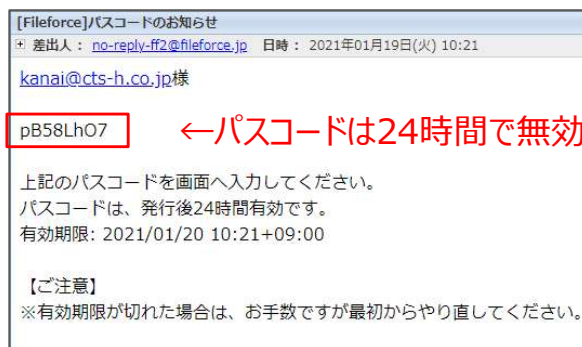 [Fileforce]パスコードのお知らせ
差出人： no-reply-ff2@fileforce.jp 日時： 2021年01月19日(火) 10:21
kanai@cts-h.co.jp様
pB58LhO7 ←パスコードは24時間で無効
上記のパスコードを画面へ入力してください。
パスコードは、発行後24時間有効です。
有効期限: 2021/01/20 10:21+09:00
【ご注意】
※有効期限が切れた場合は、お手数ですが最初からやり直してください。